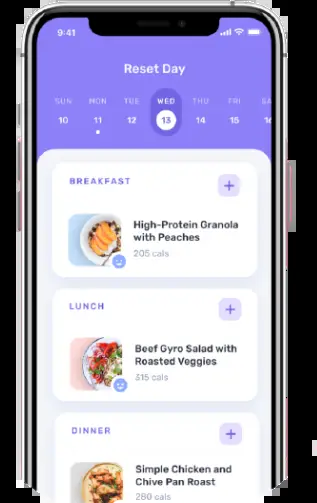 9:41
Reset Day
SUN MON TUE WED THU FRI SA
10 11 12 13 14 15 16
BREAKFAST
High-Protein Granola
with Peaches
205 cals
LUNCH
Beef Gyro Salad with
Roasted Veggies
315 cals
DINNER
Simple Chicken and
Chive Pan Roast
280 cals